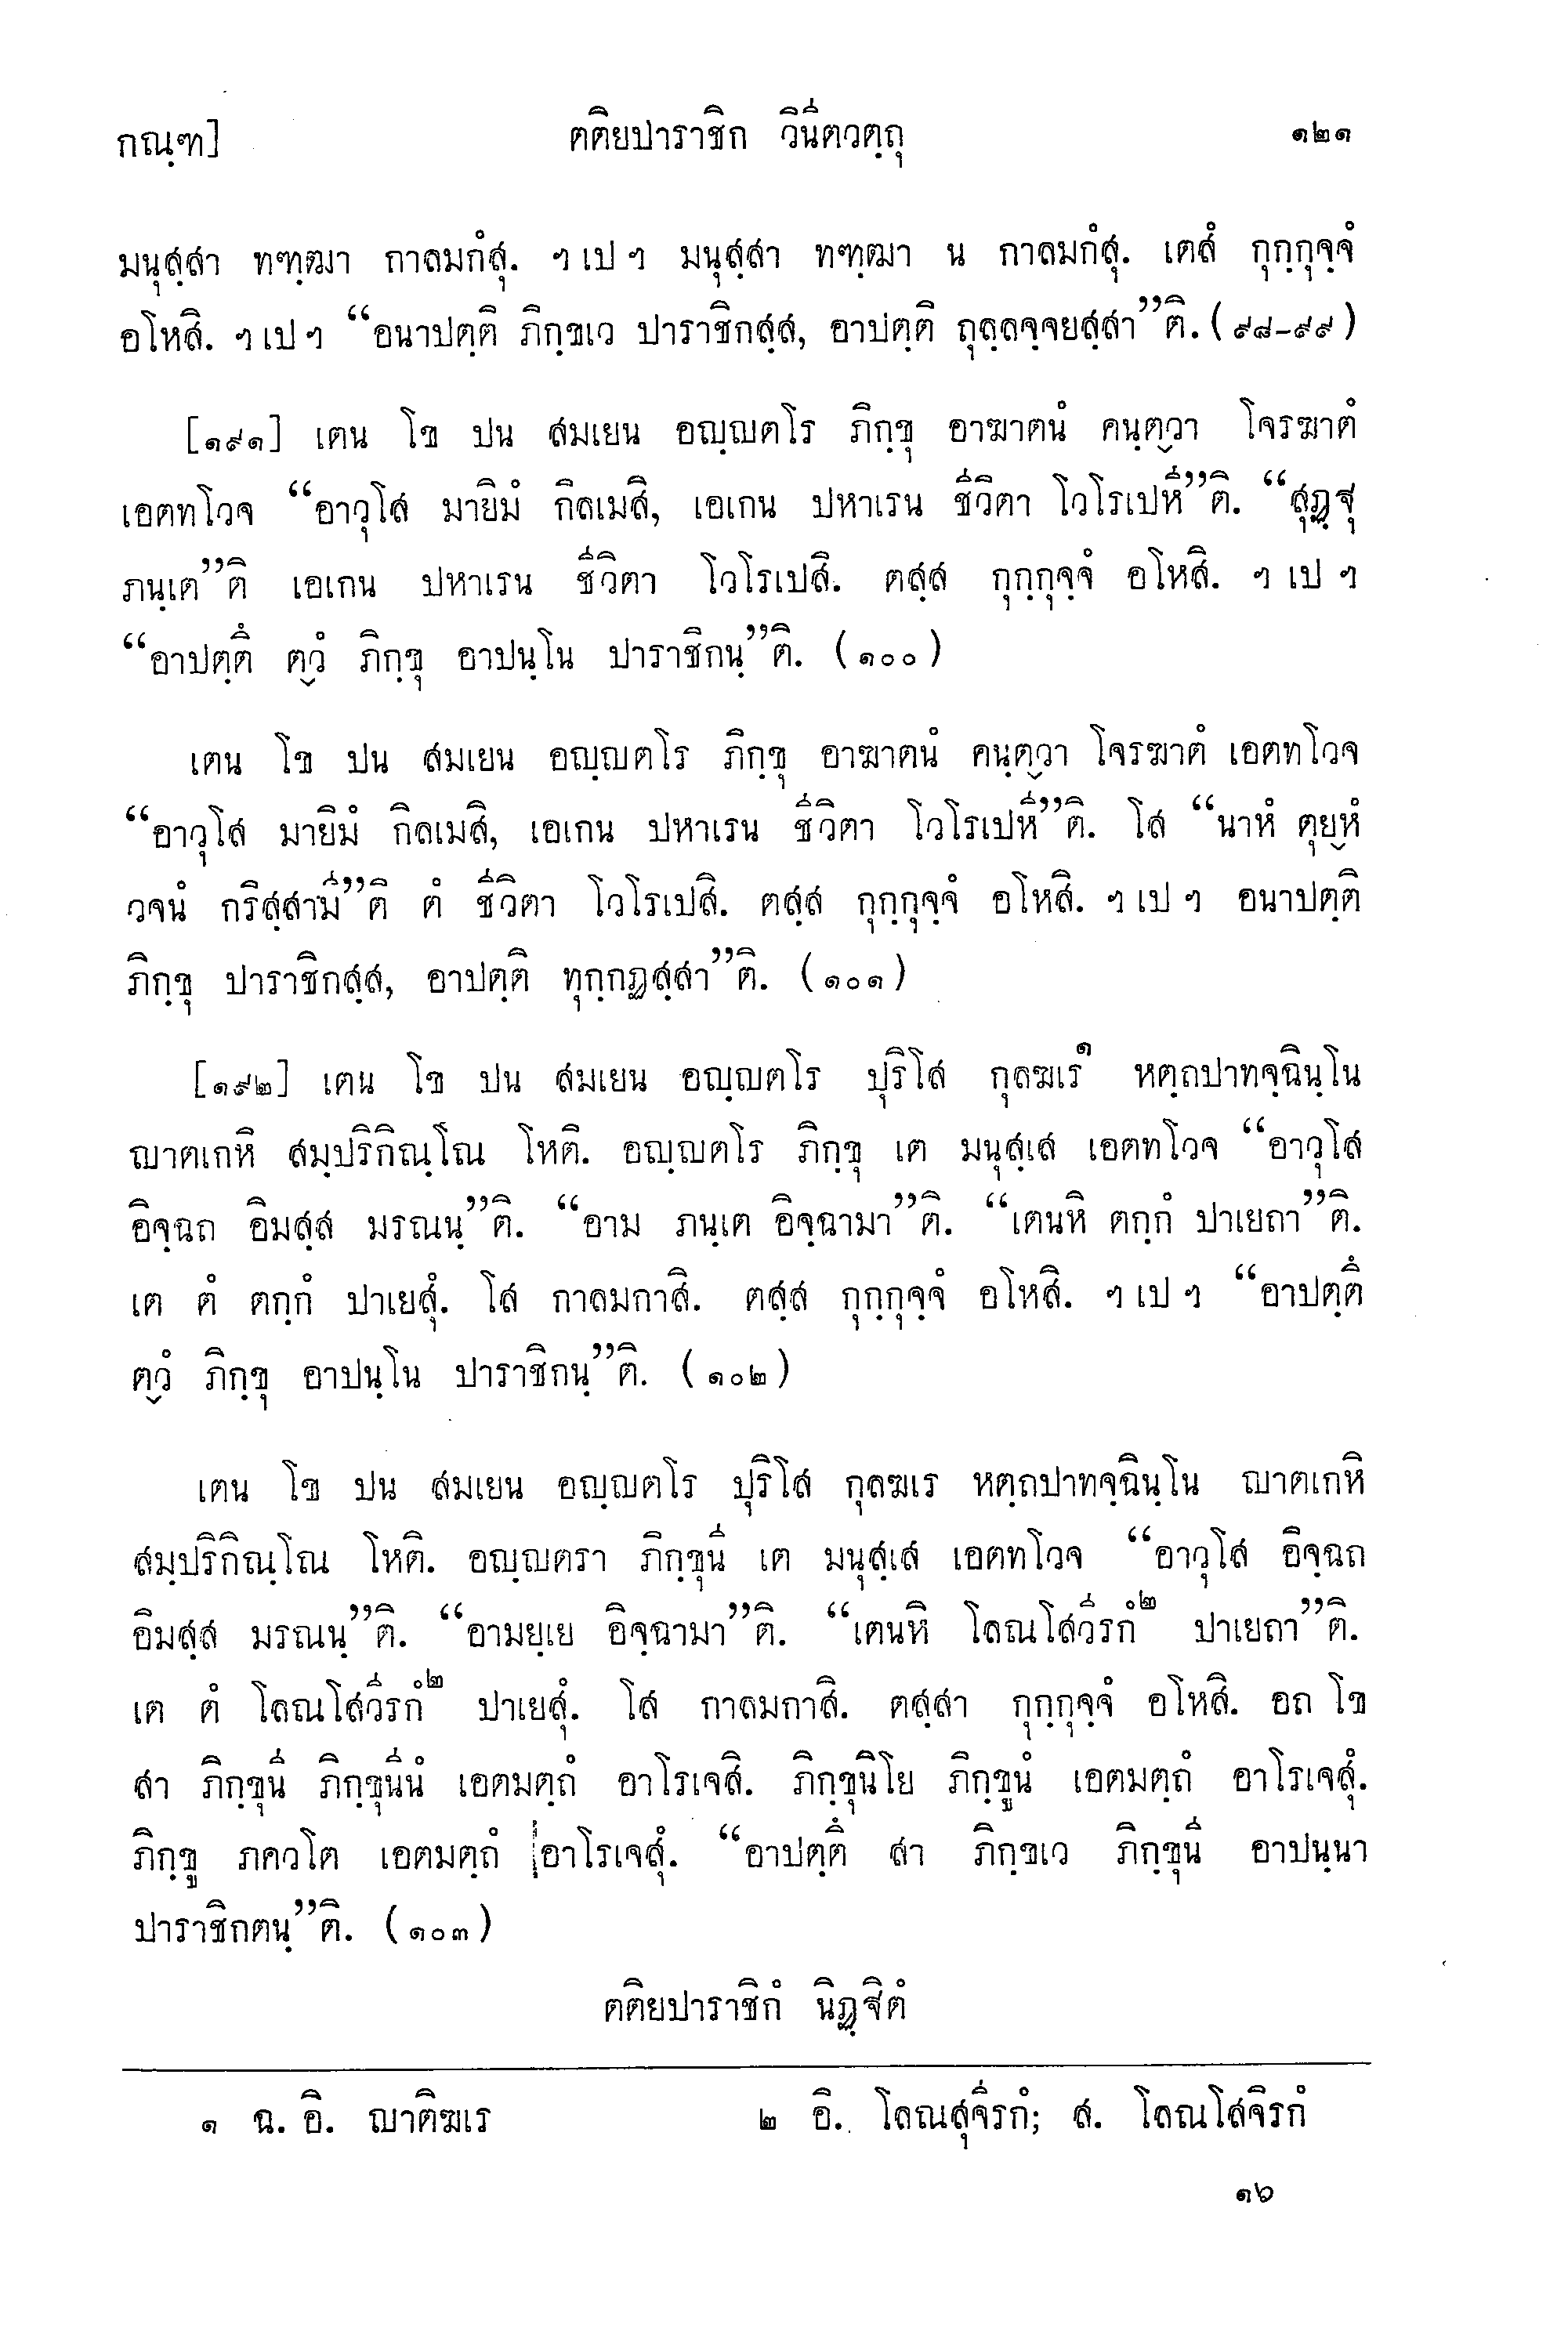 กณฺฑ]
ตติยปาราชิก วินีตวตฺถุ
๑๒๑
มนุสฺสา ทฑฺฒา กาลมกํสุ. ฯ เป ฯ มนุสฺสา ทฑฺฒา น กาลมกํสุ. เตสํ กุกฺกุจฺจํ
อโหสิ. ฯ เป ฯ “อนาปตฺติ ภิกฺขเว ปาราชิกสฺส, อาปตฺติ ถุลฺลจฺจยสฺสา”ติ. (๙๘-๙๙)
[๑๙๑] เตน โข ปน สมเยน อญฺญตโร ภิกฺขุ อาฆาตนํ คนฺตฺวา โจรฆาตํ
เอตทโวจ “อาวุโส มายิมํ กิลเมสิ, เอเกน ปหาเรน ชีวิตา โวโรเปหี”ติ. “สุฏฺฐุ
ภนฺเต”ติ เอเกน ปหาเรน ชีวิตา โวโรเปสิ. ตสฺส กุกฺกุจฺจํ อโหสิ. ฯ เป ฯ
“อาปตฺตึ ตฺวํ ภิกฺขุ อาปนฺโน ปาราชิกนฺ”ติ. (๑๐๐)
เตน โข ปน สมเยน อญฺญตโร ภิกฺขุ อาฆาตนํ คนฺตฺวา โจรฆาตํ เอตทโวจ
“อาวุโส มายิมํ กิลเมสิ, เอเกน ปหาเรน ชีวิตา โวโรเปหี”ติ. โส “นาหํ ตุยฺหํ
วจนํ กริสฺสามี”ติ ตํ ชีวิตา โวโรเปสิ. ตสฺส กุกฺกุจฺจํ อโหสิ. ฯ เป ฯ อนาปตฺติ
ภิกฺขุ ปาราชิกสฺส, อาปตฺติ ทุกฺกฏสฺสา”ติ. (๑๐๑)
[๑๙๒] เตน โข ปน สมเยน อญฺญตโร ปุริโส กุลฆเร๑ หตฺถปาทจฺฉินฺโน
ญาตเกหิ สมฺปริกิณฺโณ โหติ. อญฺญตโร ภิกฺขุ เต มนุสฺเส เอตทโวจ “อาวุโส
อิจฺฉถ อิมสฺส มรณนฺ”ติ. “อาม ภนฺเต อิจฺฉามา”ติ. “เตนหิ ตกฺกํ ปาเยถา”ติ.
เต ตํ ตกฺกํ ปาเยสุํ. โส กาลมกาสิ. ตสฺส กุกฺกุจฺจํ อโหสิ. ฯ เป ฯ “อาปตฺตึ
ตฺวํ ภิกฺขุ อาปนฺโน ปาราชิกนฺ”ติ. (๑๐๒)
เตน โข ปน สมเยน อญฺญตโร ปุริโส กุลฆเร หตฺถปาทจฺฉินฺโน ญาตเกหิ
สมฺปริกิณฺโณ โหติ. อญฺญตรา ภิกฺขุนี เต มนุสฺเส เอตทโวจ “อาวุโส อิจฺฉถ
อิมสฺส มรณนฺ”ติ. “อามยฺเย อิจฺฉามา”ติ. “เตนหิ โลณโสวีรกํ๒ ปาเยถา”ติ.
เต ตํ โลณโสวีรกํ๒ ปาเยสุํ. โส กาลมกาสิ. ตสฺสา กุกฺกุจฺจํ อโหสิ. อถ โข
สา ภิกฺขุนี ภิกฺขุนีนํ เอตมตฺถํ อาโรเจสิ. ภิกฺขุนิโย ภิกฺขูนํ เอตมตฺถํ อาโรเจสุํ.
ภิกฺขู ภควโต เอตมตฺถํ อาโรเจสุํ. “อาปตฺตึ สา ภิกฺขเว ภิกฺขุนี อาปนฺนา
ปาราชิกตนฺ”ติ. (๑๐๓)
ตติยปาราชิกํ นิฏฺฐิตํ
๑ ฉ. อิ. ญาติฆเร ๒ อิ. โลณสุจีรกํ; ส. โลณโสจิรกํ
๑๖